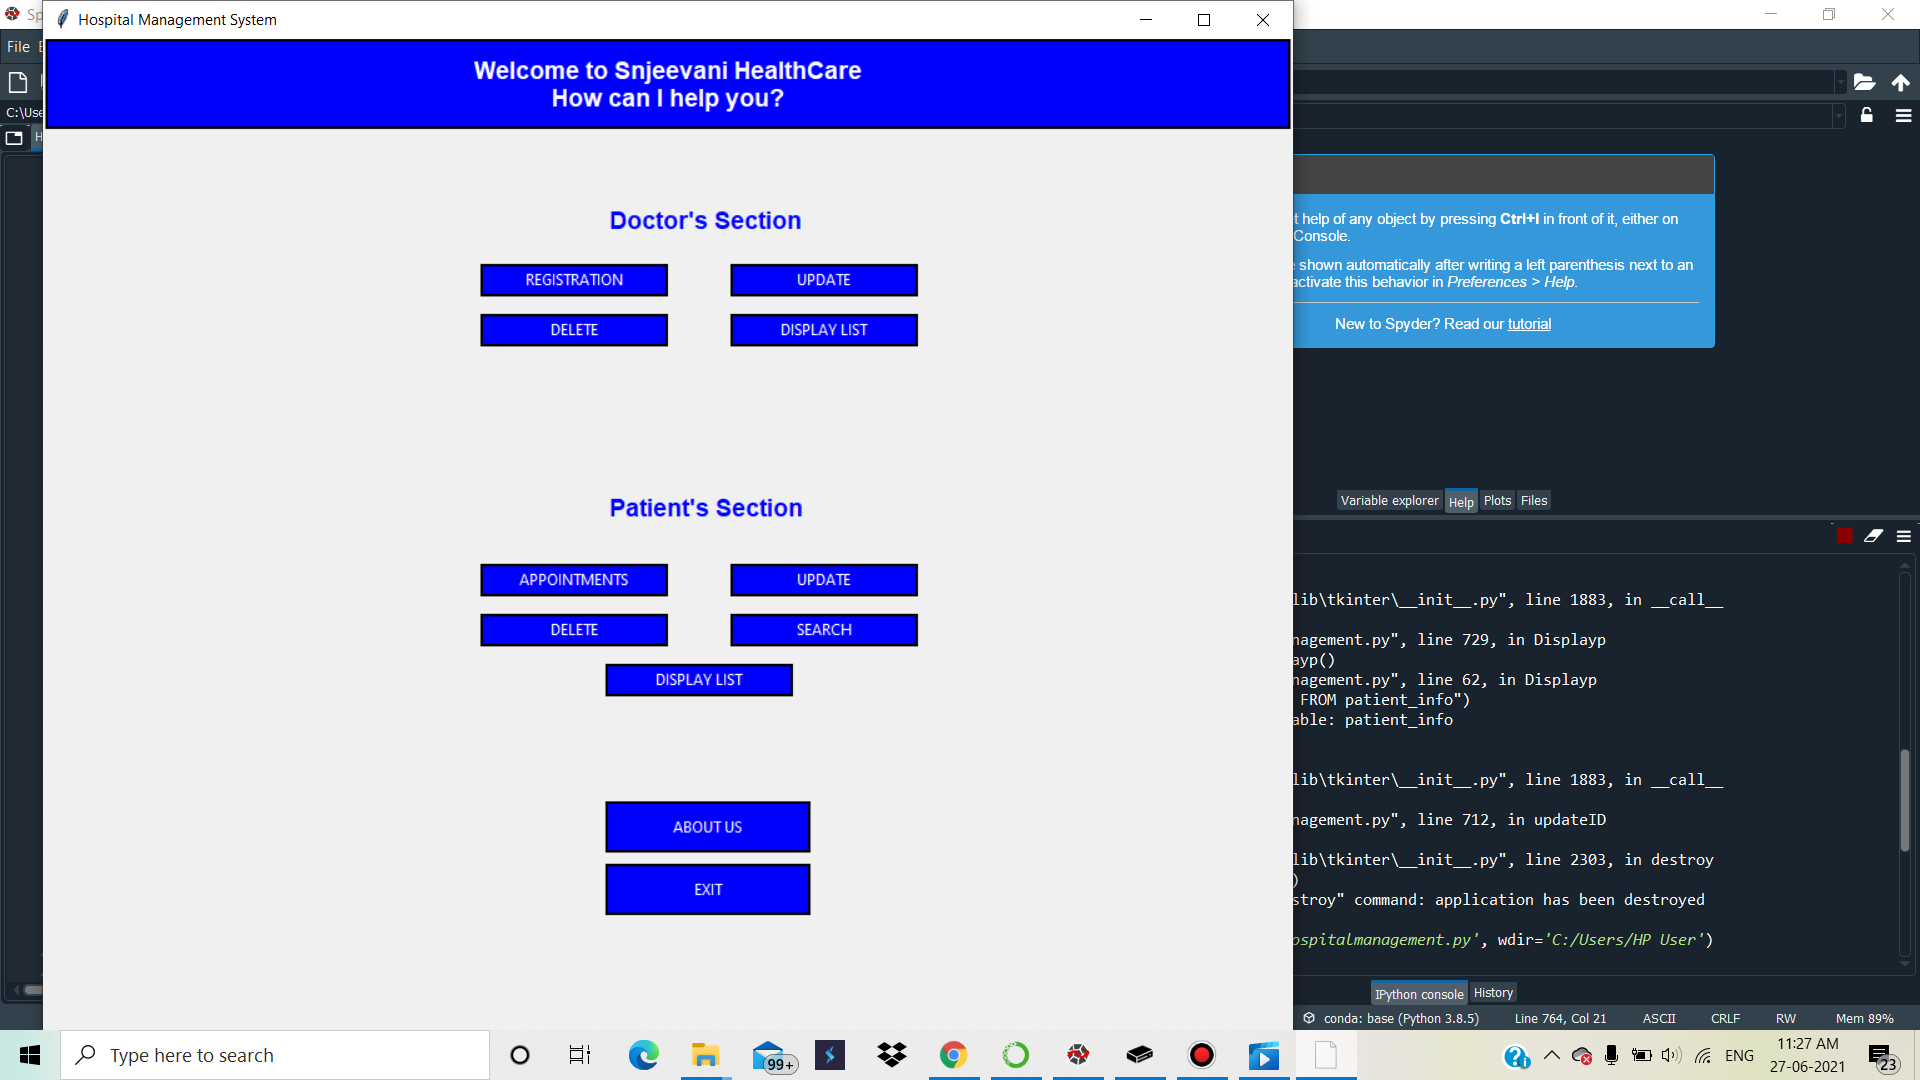 Hospital Management System
Welcome to Snjeevani HealthCare
How can I help you?
Doctor's Section
REGISTRATION
UPDATE
DELETE
DISPLAY LIST
Patient's Section
APPOINTMENTS
UPDATE
DELETE
SEARCH
DISPLAY LIST
ABOUT US
EXIT
Sp
File
C:\Use
H
help of any object by pressing Ctrl+I in front of it, either on
Console.
shown automatically after writing a left parenthesis next to an
activate this behavior in Preferences > Help.
New to Spyder? Read our tutorial
Variable explorer
Help
Plots
Files
lib\tkinter\__init__.py", line 1883, in __call__
nagement.py", line 729, in Displayp
ayp()
nagement.py", line 62, in Displayp
FROM patient_info")
able: patient_info
lib\tkinter\__init__.py", line 1883, in __call__
nagement.py", line 712, in updateID
lib\tkinter\__init__.py", line 2303, in destroy
)
stroy" command: application has been destroyed
ospitalmanagement.py', wdir='C:/Users/HP User')
IPython console
History
conda: base (Python 3.8.5)
Line 764, Col 21
ASCII
CRLF
RW
Mem 89%
Type here to search
99+
ENG
11:27 AM
27-06-2021
23